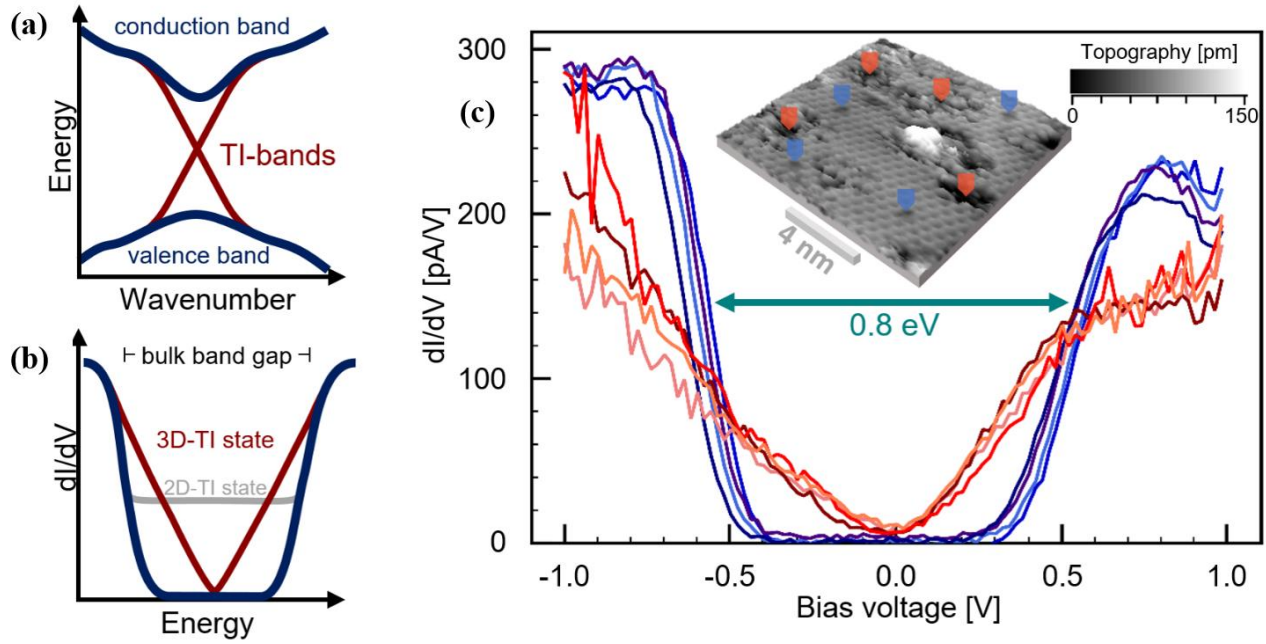 (a)
conduction band
TI-bands
valence band
Energy
Wavenumber
(b)
⊢ bulk band gap ⊣
3D-TI state
2D-TI state
dI/dV
Energy
(c)
300
200
100
0
dI/dV [pA/V]
-1.0 -0.5 0.0 0.5 1.0
Bias voltage [V]
Topography [pm]
0 150
4 nm
0.8 eV